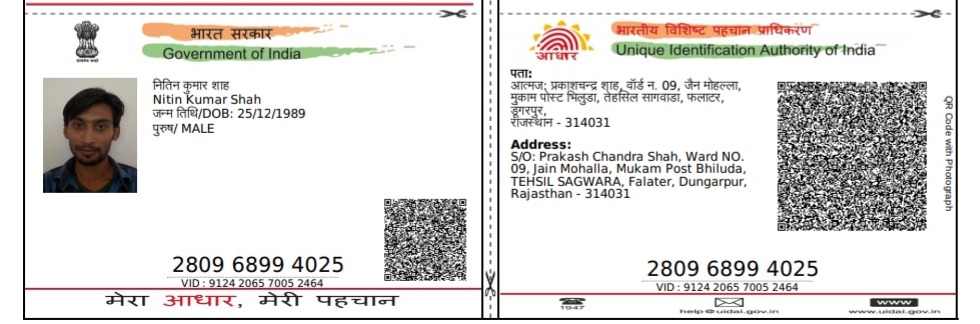 भारत सरकार
Government of India
नितिन कुमार शाह
Nitin Kumar Shah
जन्म तिथि/DOB: 25/12/1989
पुरुष/ MALE
2809 6899 4025
VID : 9124 2065 7005 2464
मेरा आधार, मेरी पहचान
आधार
भारतीय विशिष्ट पहचान प्राधिकरण
Unique Identification Authority of India
पता:
आत्मज: प्रकाशचन्द्र शाह, वॉर्ड न. 09, जैन मोहल्ला,
मुकाम पोस्ट भिलुडा, तेहसिल सागवाडा, फलाटर,
डूंगरपुर,
राजस्थान - 314031
Address:
S/O: Prakash Chandra Shah, Ward NO.
09, Jain Mohalla, Mukam Post Bhiluda,
TEHSIL SAGWARA, Falater, Dungarpur,
Rajasthan - 314031
QR Code with Photograph
2809 6899 4025
VID : 9124 2065 7005 2464
1947
help@uidai.gov.in
www
www.uidai.gov.in